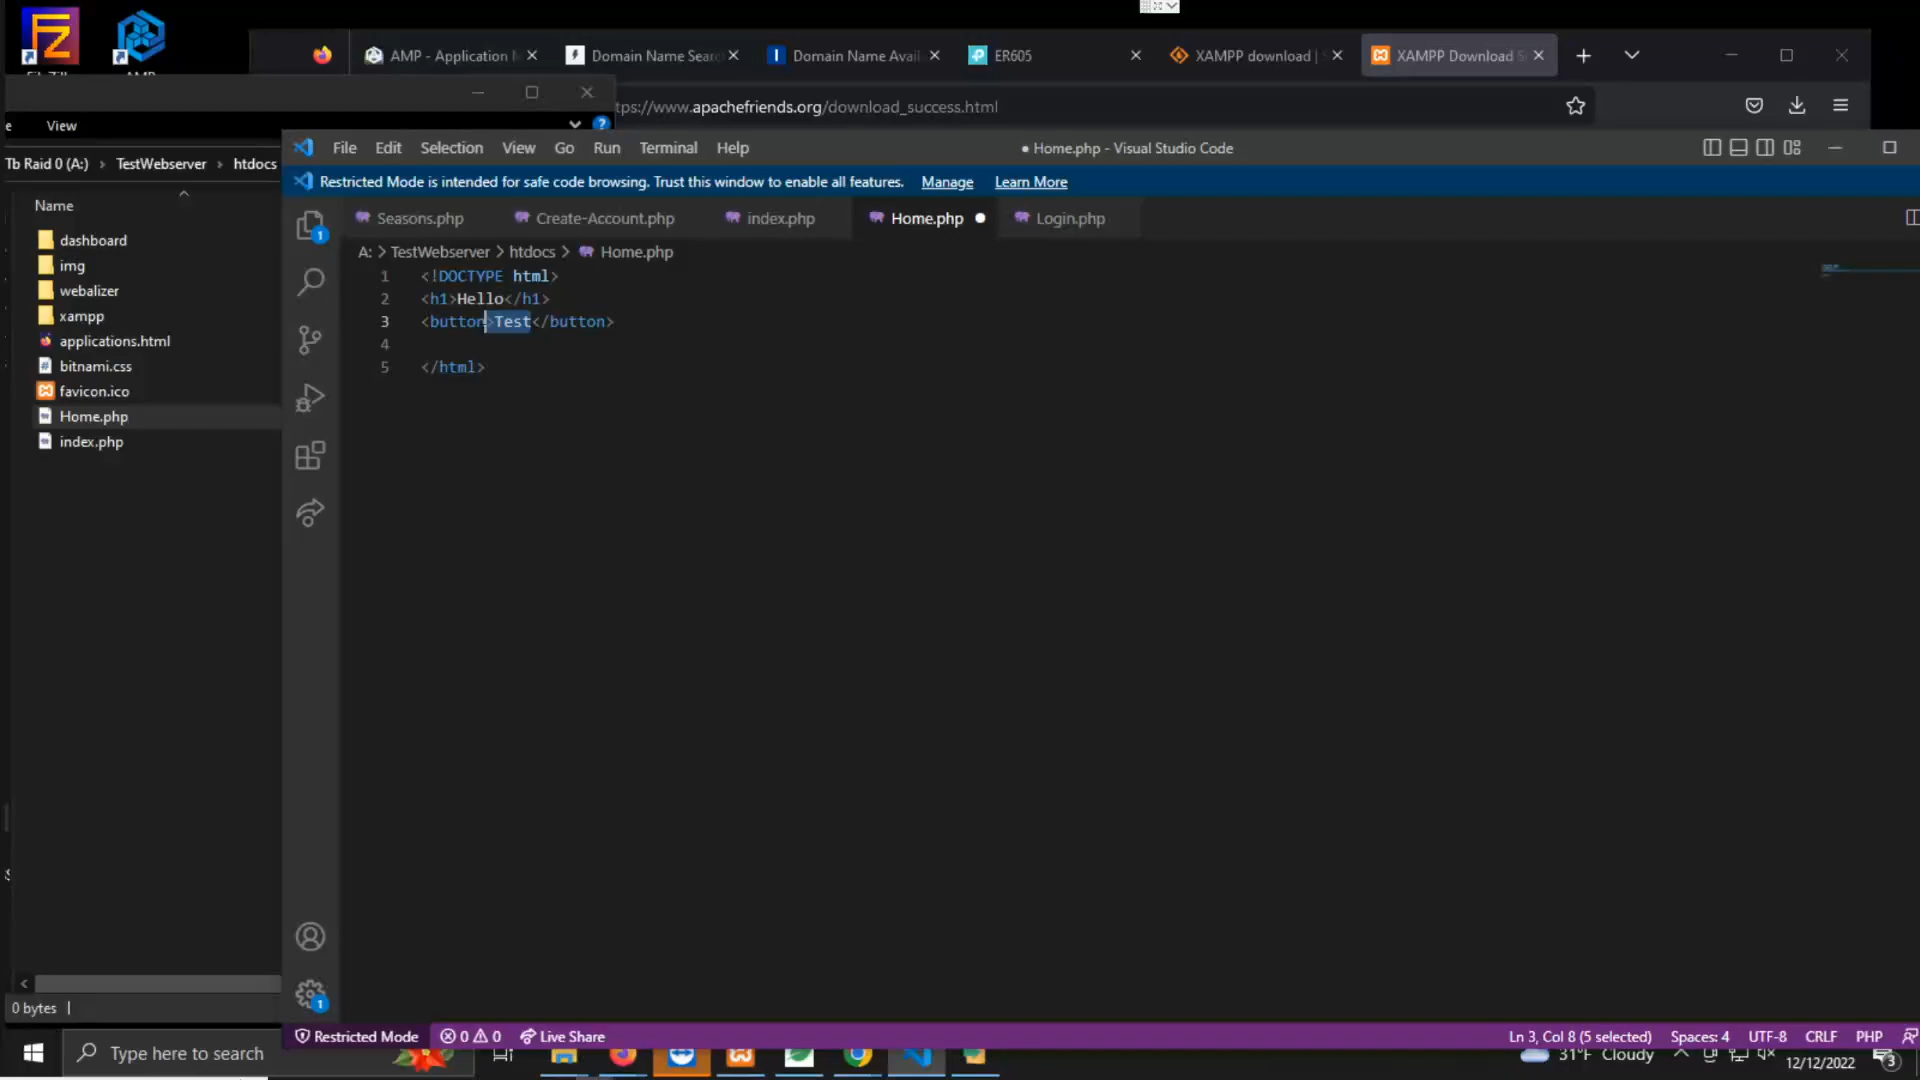 AMP - Application
Domain Name Sear
Domain Name Avai
ER605
XAMPP download |
XAMPP Download S
tps://www.apachefriends.org/download_success.html
e
View
Tb Raid 0 (A:) > TestWebserver > htdocs
Name
dashboard
img
webalizer
xampp
applications.html
bitnami.css
favicon.ico
Home.php
index.php
0 bytes
File Edit Selection View Go Run Terminal Help
● Home.php - Visual Studio Code
Restricted Mode is intended for safe code browsing. Trust this window to enable all features. Manage Learn More
1
Seasons.php
Create-Account.php
index.php
Home.php
Login.php
A: > TestWebserver > htdocs > Home.php
1 <!DOCTYPE html>
2 <h1>Hello</h1>
3 <button>Test</button>
4
5 </html>
1
Restricted Mode
0 0
Live Share
Ln 3, Col 8 (5 selected)
Spaces: 4
UTF-8
CRLF
PHP
Type here to search
31°F Cloudy
12/12/2022
3